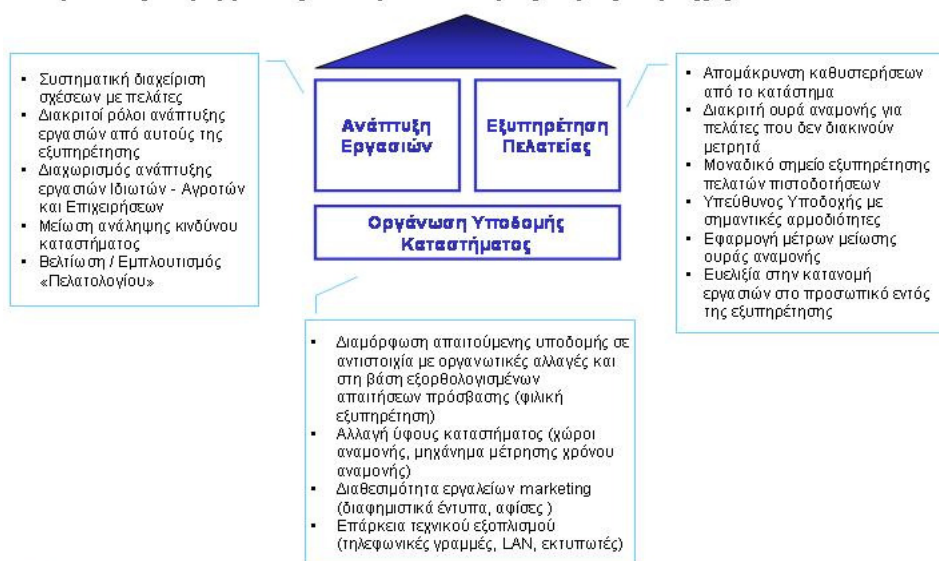 Συστηματική διαχείριση
σχέσεων με πελάτες
Διακριτοί ρόλοι ανάπτυξης
εργασιών από αυτούς της
εξυπηρέτησης
Διαχωρισμός ανάπτυξης
εργασιών Ιδιωτών - Αγροτών
και Επιχειρήσεων
Μείωση ανάληψης κινδύνου
καταστήματος
Βελτίωση / Εμπλουτισμός
«Πελατολογίου»
Ανάπτυξη
Εργασιών
Εξυπηρέτηση
Πελατείας
Οργάνωση Υποδομής
Καταστήματος
Απομάκρυνση καθυστερήσεων
από το κατάστημα
Διακριτή ουρά αναμονής για
πελάτες που δεν διακινούν
μετρητά
Μοναδικό σημείο εξυπηρέτησης
πελατών πιστοδοτήσεων
Υπεύθυνος Υποδοχής με
σημαντικές αρμοδιότητες
Εφαρμογή μέτρων μείωσης
ουράς αναμονής
Ευελιξία στην κατανομή
εργασιών στο προσωπικό εντός
της εξυπηρέτησης
Διαμόρφωση απαιτούμενης υποδομής σε
αντιστοιχία με οργανωτικές αλλαγές και
στη βάση εξορθολογισμένων
απαιτήσεων πρόσβασης (φιλική
εξυπηρέτηση)
Αλλαγή ύφους καταστήματος (χώροι
αναμονής, μηχάνημα μέτρησης χρόνου
αναμονής)
Διαθεσιμότητα εργαλείων marketing
(διαφημιστικά έντυπα, αφίσες )
Επάρκεια τεχνικού εξοπλισμού
(τηλεφωνικές γραμμές, LAN, εκτυπωτές)